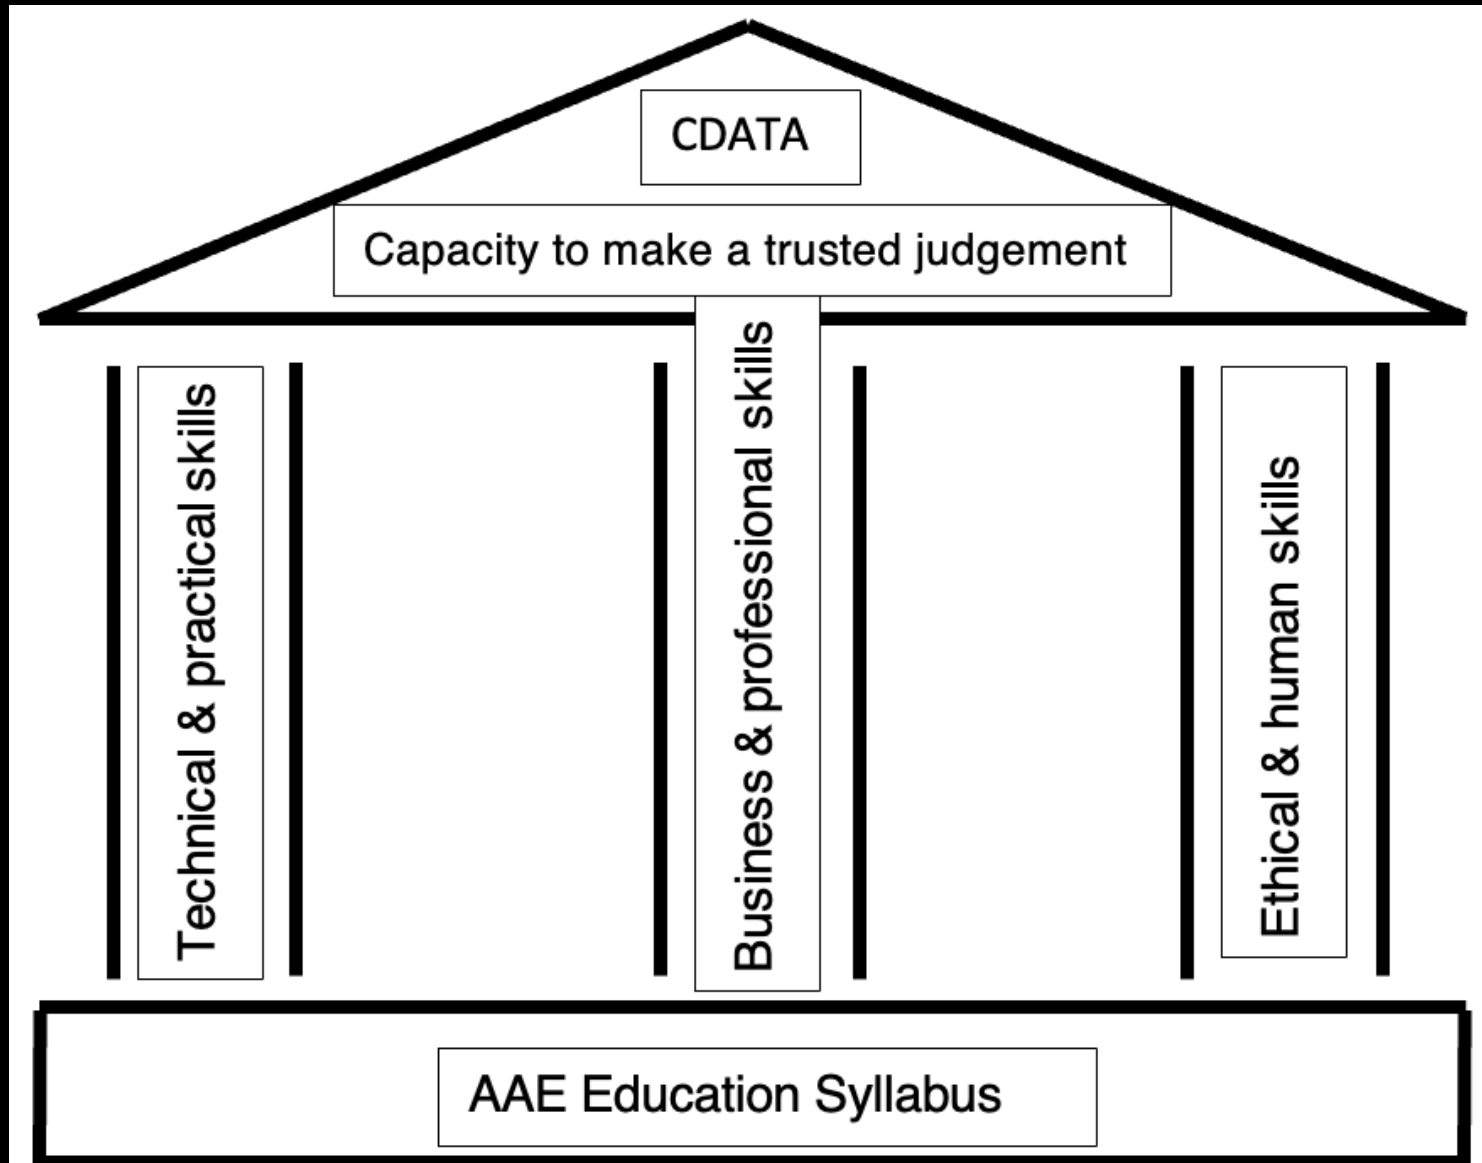 CDATA
Capacity to make a trusted judgement
Technical & practical skills
Business & professional skills
Ethical & human skills
AAE Education Syllabus